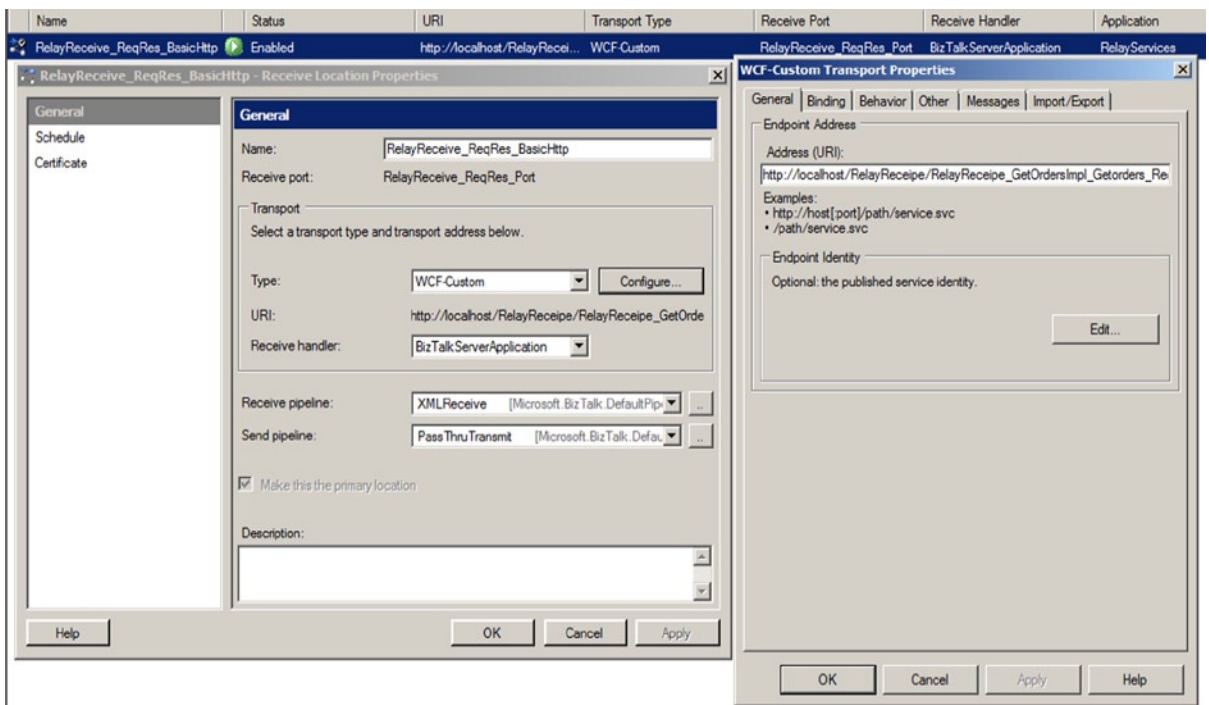 Name Status URI Transport Type Receive Port Receive Handler Application
RelayReceive_ReqRes_BasicHttp Enabled http://localhost/RelayRecei... WCF-Custom RelayReceive_ReqRes_Port BizTalkServerApplication RelayServices
RelayReceive_ReqRes_BasicHttp - Receive Location Properties
General
Schedule
Certificate
General
Name: RelayReceive_ReqRes_BasicHttp
Receive port: RelayReceive_ReqRes_Port
Transport
Select a transport type and transport address below.
Type: WCF-Custom Configure...
URI: http://localhost/RelayReceipe/RelayReceipe_GetOrde
Receive handler: BizTalkServerApplication
Receive pipeline: XMLReceive [Microsoft.BizTalk.DefaultPip ..
Send pipeline: PassThruTransmit [Microsoft.BizTalk.Defau ..
Make this the primary location
Description:
Help OK Cancel Apply
WCF-Custom Transport Properties
General Binding Behavior Other Messages Import/Export
Endpoint Address
Address (URI):
http://localhost/RelayReceipe/RelayReceipe_GetOrdersImpl_Getorders_Re
Examples:
• http://host[:port]/path/service.svc
• /path/service.svc
Endpoint Identity
Optional: the published service identity.
Edit...
OK Cancel Apply Help